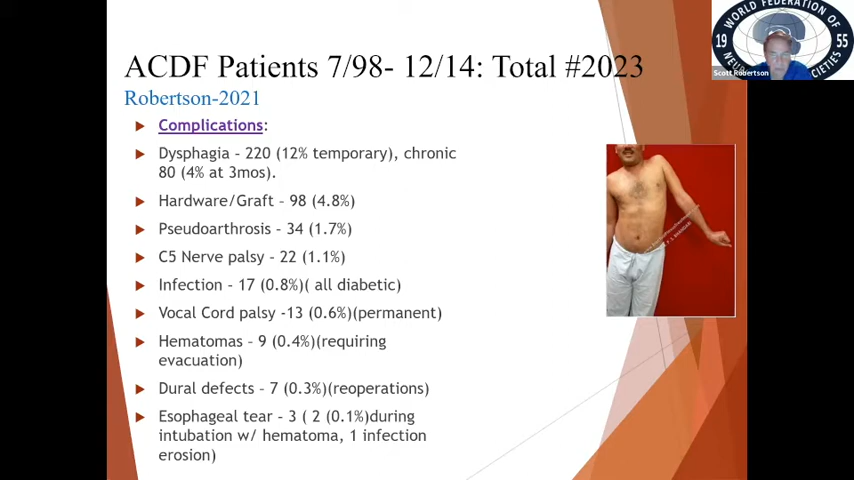 WORLD FEDERATION OF
19 55
Scott Robertson
ACDF Patients 7/98- 12/14: Total #2023
Robertson-2021
Complications:
Dysphagia – 220 (12% temporary), chronic
80 (4% at 3mos).
Hardware/Graft – 98 (4.8%)
Pseudoarthrosis – 34 (1.7%)
C5 Nerve palsy – 22 (1.1%)
Infection – 17 (0.8%)( all diabetic)
Vocal Cord palsy -13 (0.6%)(permanent)
Hematomas – 9 (0.4%)(requiring
evacuation)
Dural defects – 7 (0.3%)(reoperations)
Esophageal tear – 3 ( 2 (0.1%)during
intubation w/ hematoma, 1 infection
erosion)